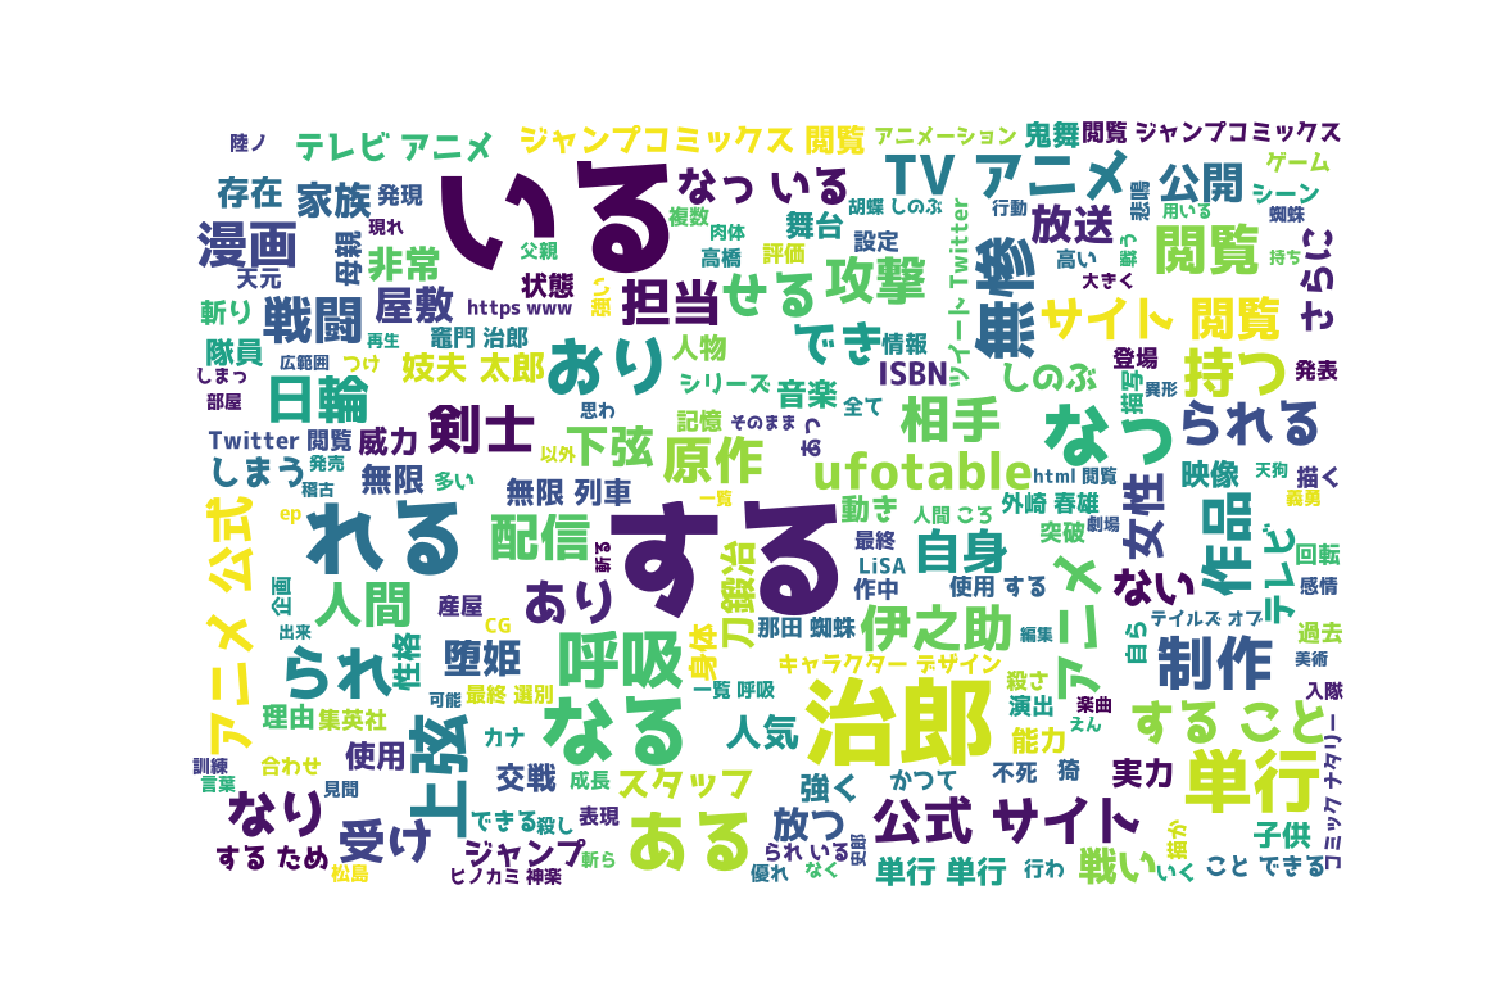 陸ノ
テレビ アニメ
ジャンプコミックス 閲覧
アニメーション
鬼舞
閲覧 ジャンプコミックス
存在
家族
発現
いる
なっ いる
TV アニメ
公開
ゲーム
シーン
漫画
現れ
母親
非常
父親
複数
肉体
高橋
評価
舞台
胡蝶 しのぶ
設定
行動
放送
悲鳴
用いる
蜘蛛
閲覧
持ち
さらに
天元
状態
担当
せる
攻撃
ツイート Twitter
無惨
高い
戦う
大きく
斬り
戦闘
屋敷
https www
竈門 治郎
再生
隊員
広範囲
つけ
しまっ
部屋
妓夫 太郎
おり
人物
でき
情報
サイト 閲覧
登場
持つ
発表
日輪
シリーズ
音楽
ISBN
しのぶ
描写
異形
全て
剣士
思わ
記憶
そのまま
あっ
相手
なっ
られる
Twitter 閲覧
威力
下弦
以外
原作
しまう
発売
稽古
無限
多い
無限 列車
ufotable
html 閲覧
映像
天狗
描く
義勇
一覧
動き
人間 ころ
外崎 春雄
突破
劇場
女性
作品
テレビ
回転
感情
アニメ 公式
ep
れる
配信
斬る
する
最終
自身
LiSA
作中
使用 する
ない
アニメ
企画
人間
産屋
あり
刀鍛冶
テイルズ オブ
出来
CG
那田 蜘蛛
伊之助
編集
自ら
過去
美術
られ
性格
堕姫
呼吸
身体
キャラクター デザイン
制作
可能
最終 選別
一覧 呼吸
殺さ
演出
楽曲
入隊
理由
集英社
上弦
カナ
なる
人気
治郎
えん
能力
する こと
訓練
言葉
合わせ
見聞
使用
交戦
成長
スタッフ
強く
かつて
不死
猗
実力
単行
コミック ナタリー
なり
受け
できる
殺し
表現
ある
放つ
公式 サイト
描か
子供
する ため
松島
ジャンプ
斬ら
ヒノカミ 神楽
られ いる
優れ
なく
単行 単行
行わ
戦い
いく
こと できる